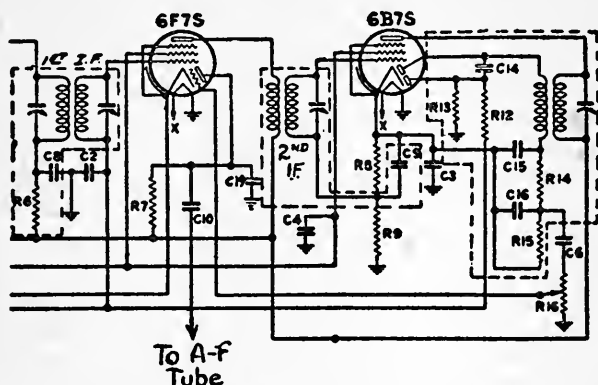 6F7S
6B7S
1ST I.F.
X
X
C14
R13
R12
2ND
I.F.
C8
C2
R8
C5
C3
C15
R14
R6
R7
C19
C10
C4
R9
C16
R15
C6
R16
To A-F
Tube